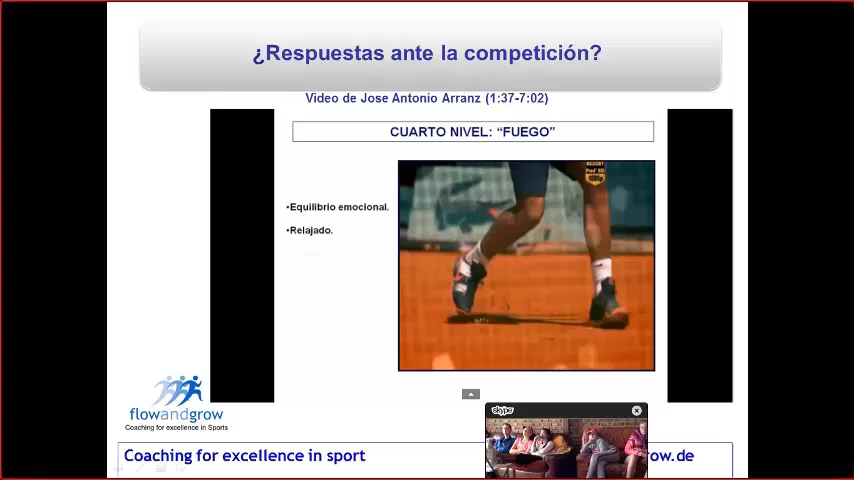 ¿Respuestas ante la competición?
Video de Jose Antonio Arranz (1:37-7:02)
CUARTO NIVEL: “FUEGO”
•Equilibrio emocional.
•Relajado.
flowandgrow
Coaching for excellence in Sports
skype
Coaching for excellence in sport
row.de